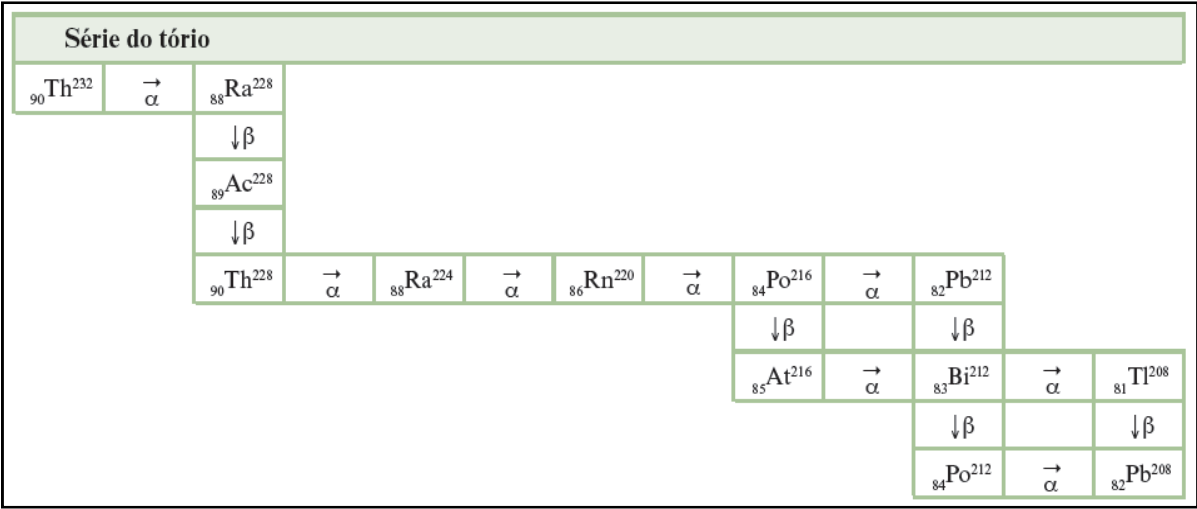 Série do tório
₉₀Th²³² →α ₈₈Ra²²⁸
↓β
₈₉Ac²²⁸
↓β
₉₀Th²²⁸ →α ₈₈Ra²²⁴ →α ₈₆Rn²²⁰ →α ₈₄Po²¹⁶ →α ₈₂Pb²¹²
↓β ↓β
₈₅At²¹⁶ →α ₈₃Bi²¹² →α ₈₁Tl²⁰⁸
↓β ↓β
₈₄Po²¹² →α ₈₂Pb²⁰⁸